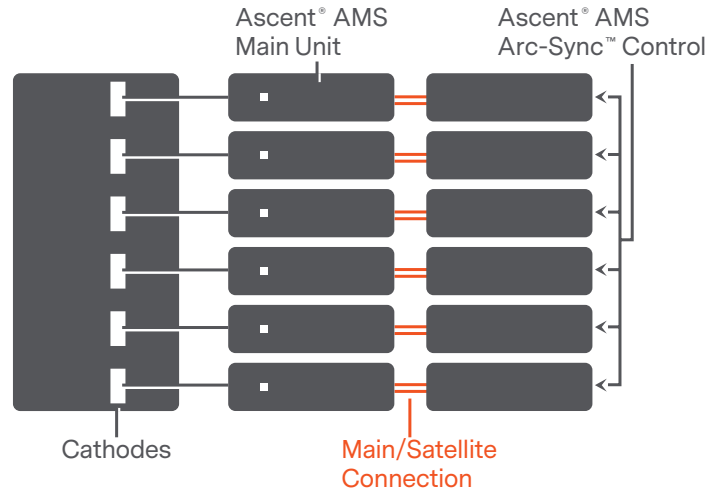 Ascent® AMS
Main Unit
Ascent® AMS
Arc-Sync™ Control
Cathodes
Main/Satellite
Connection